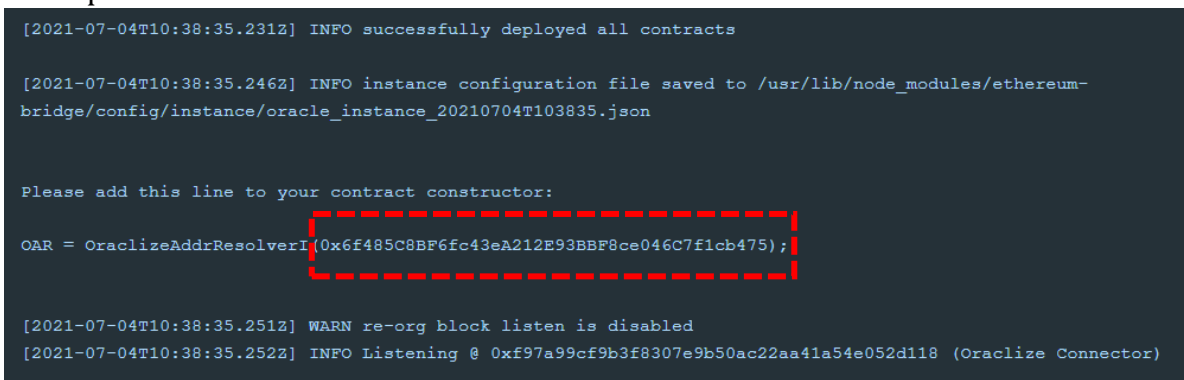 [2021-07-04T10:38:35.231Z] INFO successfully deployed all contracts
[2021-07-04T10:38:35.246Z] INFO instance configuration file saved to /usr/lib/node_modules/ethereum-
bridge/config/instance/oracle_instance_20210704T103835.json
Please add this line to your contract constructor:
OAR = OraclizeAddrResolverI(0x6f485C8BF6fc43eA212E93BBF8ce046C7f1cb475);
[2021-07-04T10:38:35.251Z] WARN re-org block listen is disabled
[2021-07-04T10:38:35.252Z] INFO Listening @ 0xf97a99cf9b3f8307e9b50ac22aa41a54e052d118 (Oraclize Connector)